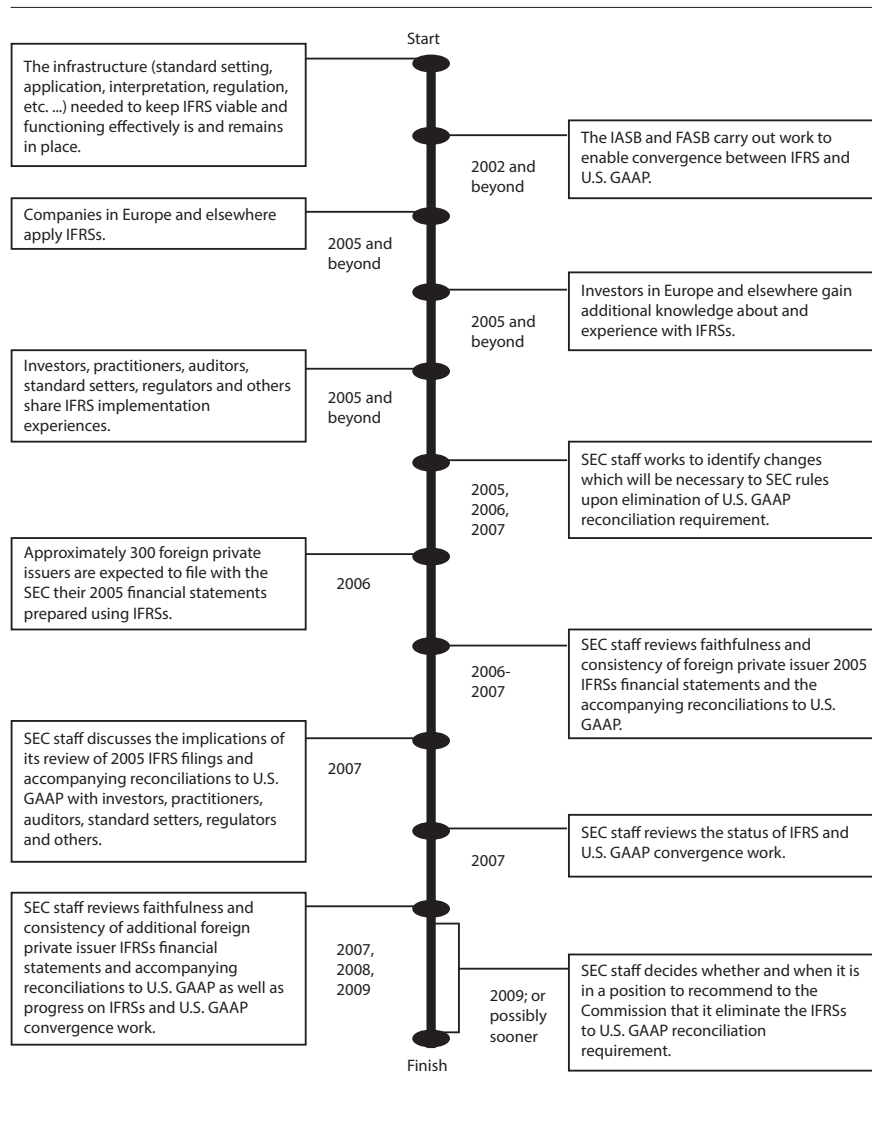 Start
The infrastructure (standard setting,
application, interpretation, regulation,
etc. ...) needed to keep IFRS viable and
functioning effectively is and remains
in place.
The IASB and FASB carry out work to
enable convergence between IFRS and
U.S. GAAP.
2002 and
beyond
Companies in Europe and elsewhere
apply IFRSs.
2005 and
beyond
Investors in Europe and elsewhere gain
additional knowledge about and
experience with IFRSs.
2005 and
beyond
Investors, practitioners, auditors,
standard setters, regulators and others
share IFRS implementation
experiences.
2005 and
beyond
SEC staff works to identify changes
which will be necessary to SEC rules
upon elimination of U.S. GAAP
reconciliation requirement.
2005,
2006,
2007
Approximately 300 foreign private
issuers are expected to file with the
SEC their 2005 financial statements
prepared using IFRSs.
2006
SEC staff reviews faithfulness and
consistency of foreign private issuer 2005
IFRSs financial statements and the
accompanying reconciliations to U.S.
GAAP.
2006-
2007
SEC staff discusses the implications of
its review of 2005 IFRS filings and
accompanying reconciliations to U.S.
GAAP with investors, practitioners,
auditors, standard setters, regulators
and others.
2007
SEC staff reviews the status of IFRS and
U.S. GAAP convergence work.
2007
SEC staff reviews faithfulness and
consistency of additional foreign
private issuer IFRSs financial
statements and accompanying
reconciliations to U.S. GAAP as well as
progress on IFRSs and U.S. GAAP
convergence work.
2007,
2008,
2009
SEC staff decides whether and when it is
in a position to recommend to the
Commission that it eliminate the IFRSs
to U.S. GAAP reconciliation
requirement.
2009; or
possibly
sooner
Finish